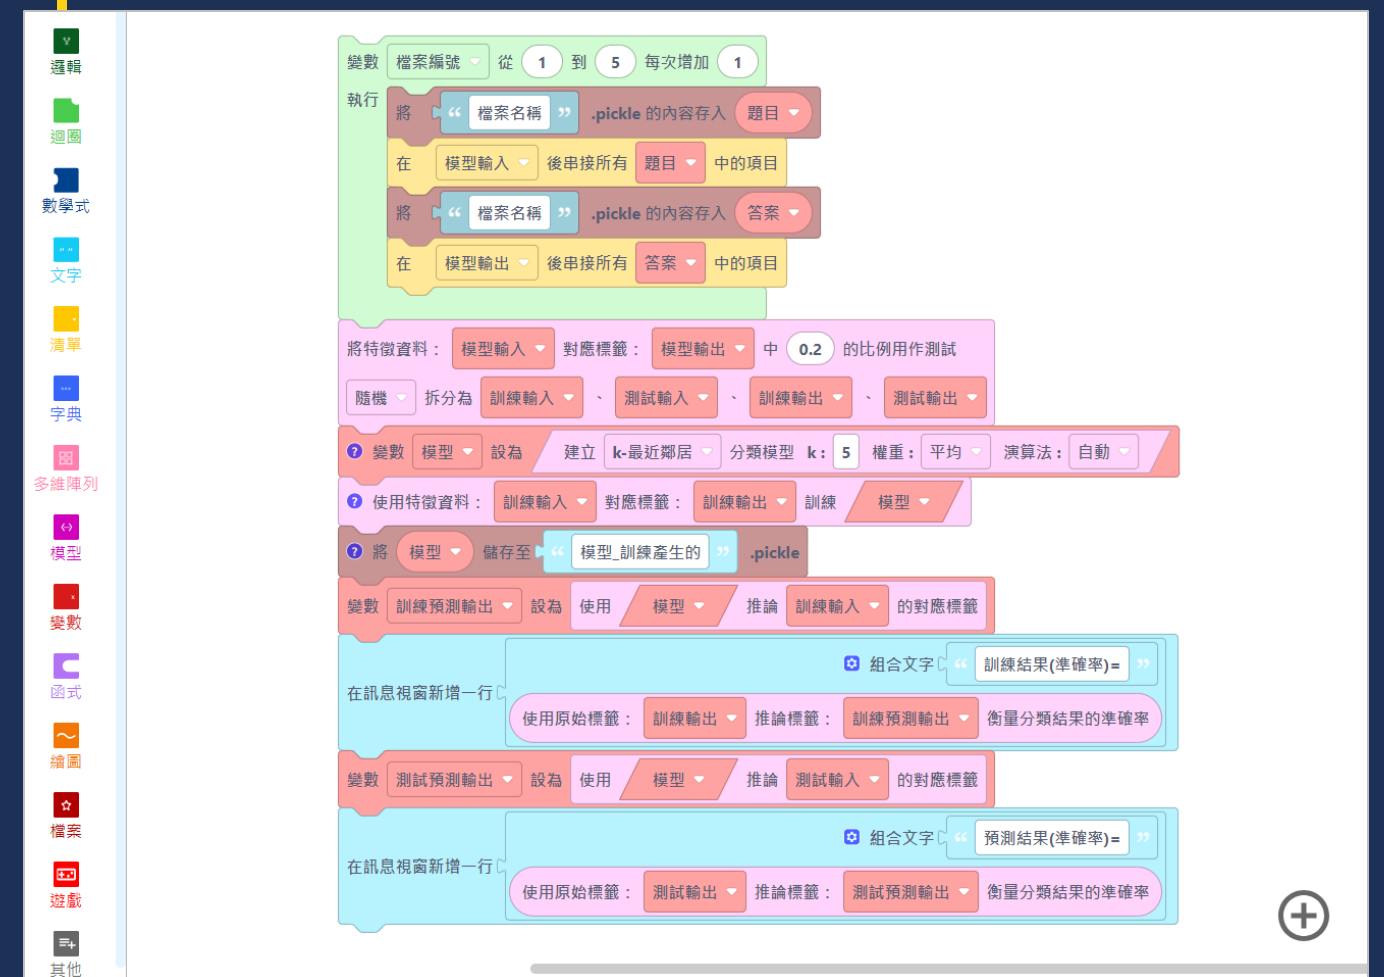 邏輯
迴圈
數學式
文字
清單
字典
多維陣列
模型
變數
函式
繪圖
檔案
遊戲
其他
變數 檔案編號 從 1 到 5 每次增加 1
執行
將 “ 檔案名稱 ” .pickle 的內容存入 題目
在 模型輸入 後串接所有 題目 中的項目
將 “ 檔案名稱 ” .pickle 的內容存入 答案
在 模型輸出 後串接所有 答案 中的項目
將特徵資料： 模型輸入 對應標籤： 模型輸出 中 0.2 的比例用作測試
隨機 拆分為 訓練輸入 、 測試輸入 、 訓練輸出 、 測試輸出
? 變數 模型 設為 建立 k-最近鄰居 分類模型 k： 5 權重： 平均 演算法： 自動
? 使用特徵資料： 訓練輸入 對應標籤： 訓練輸出 訓練 模型
? 將 模型 儲存至 “ 模型_訓練產生的 ” .pickle
變數 訓練預測輸出 設為 使用 模型 推論 訓練輸入 的對應標籤
組合文字 “ 訓練結果(準確率)= ”
在訊息視窗新增一行
使用原始標籤： 訓練輸出 推論標籤： 訓練預測輸出 衡量分類結果的準確率
變數 測試預測輸出 設為 使用 模型 推論 測試輸入 的對應標籤
組合文字 “ 預測結果(準確率)= ”
在訊息視窗新增一行
使用原始標籤： 測試輸出 推論標籤： 測試預測輸出 衡量分類結果的準確率